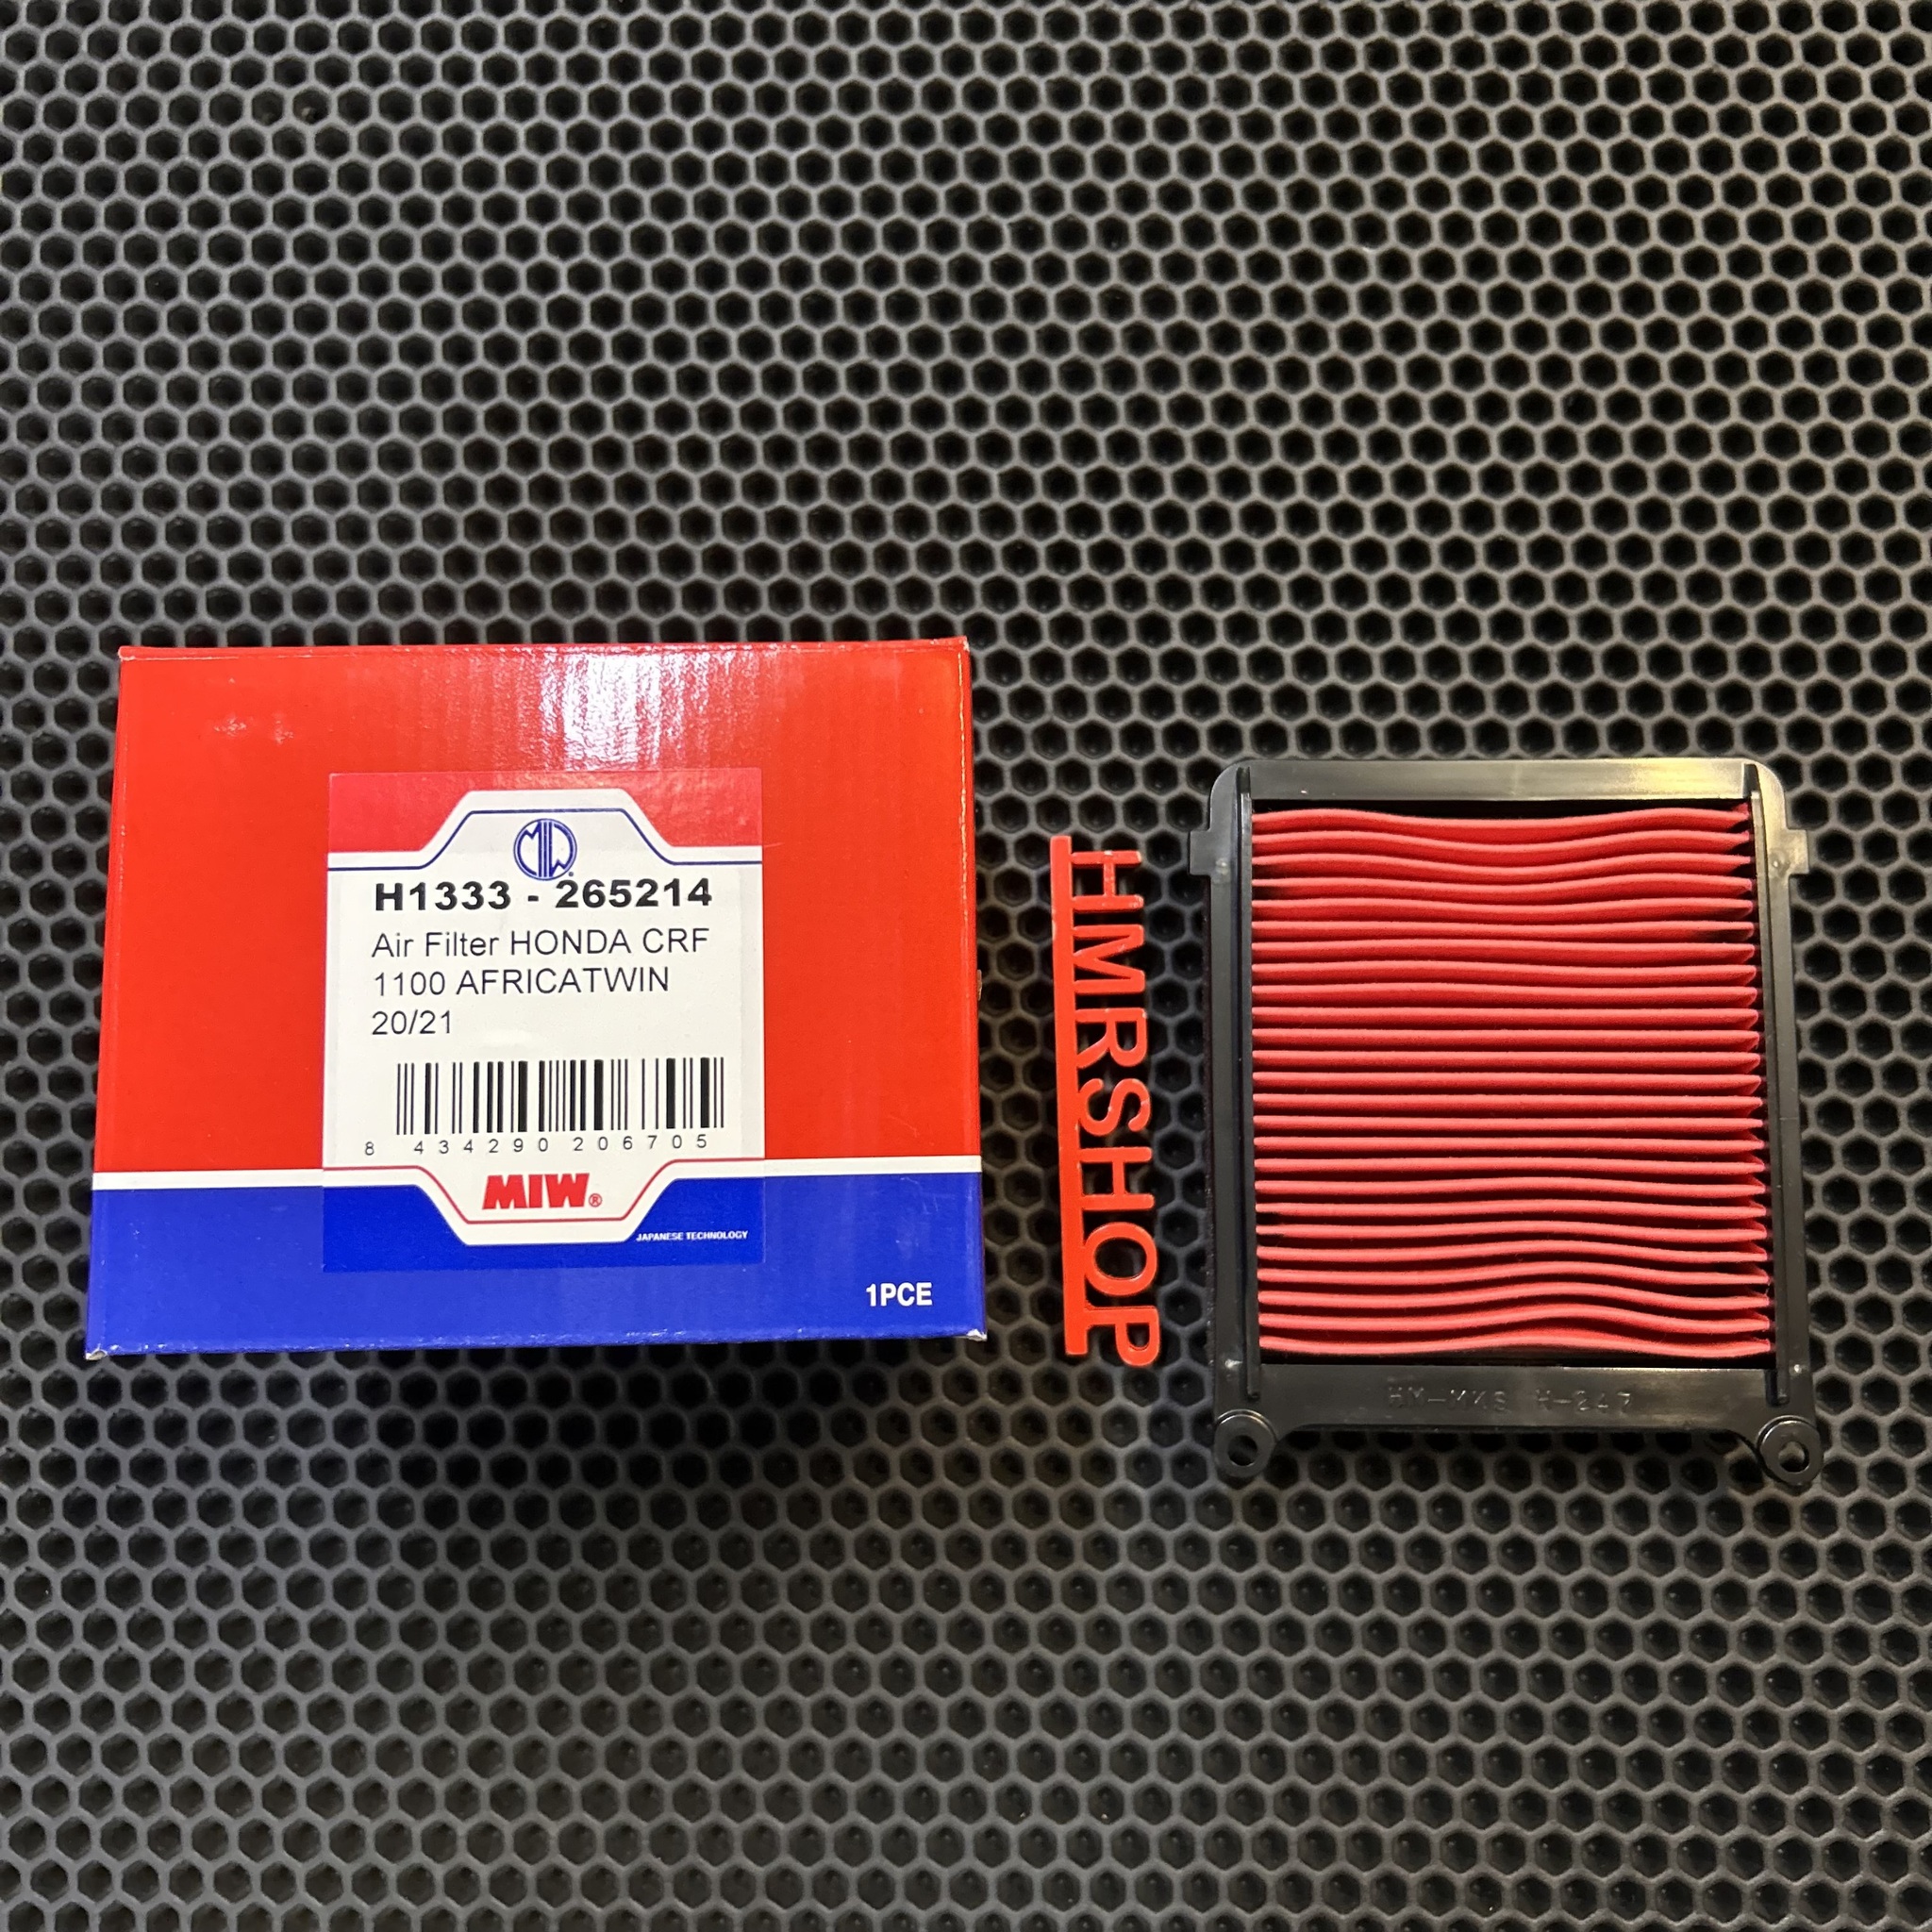 MIW
H1333 - 265214
Air Filter HONDA CRF
1100 AFRICATWIN
20/21
8 434290 206705
MIW®
JAPANESE TECHNOLOGY
1PCE
HMRSHOP